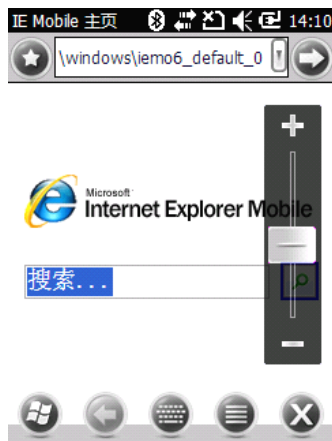 IE Mobile 主页 14:10
\windows\iemo6_default_0
Microsoft
Internet Explorer Mobile
搜索...